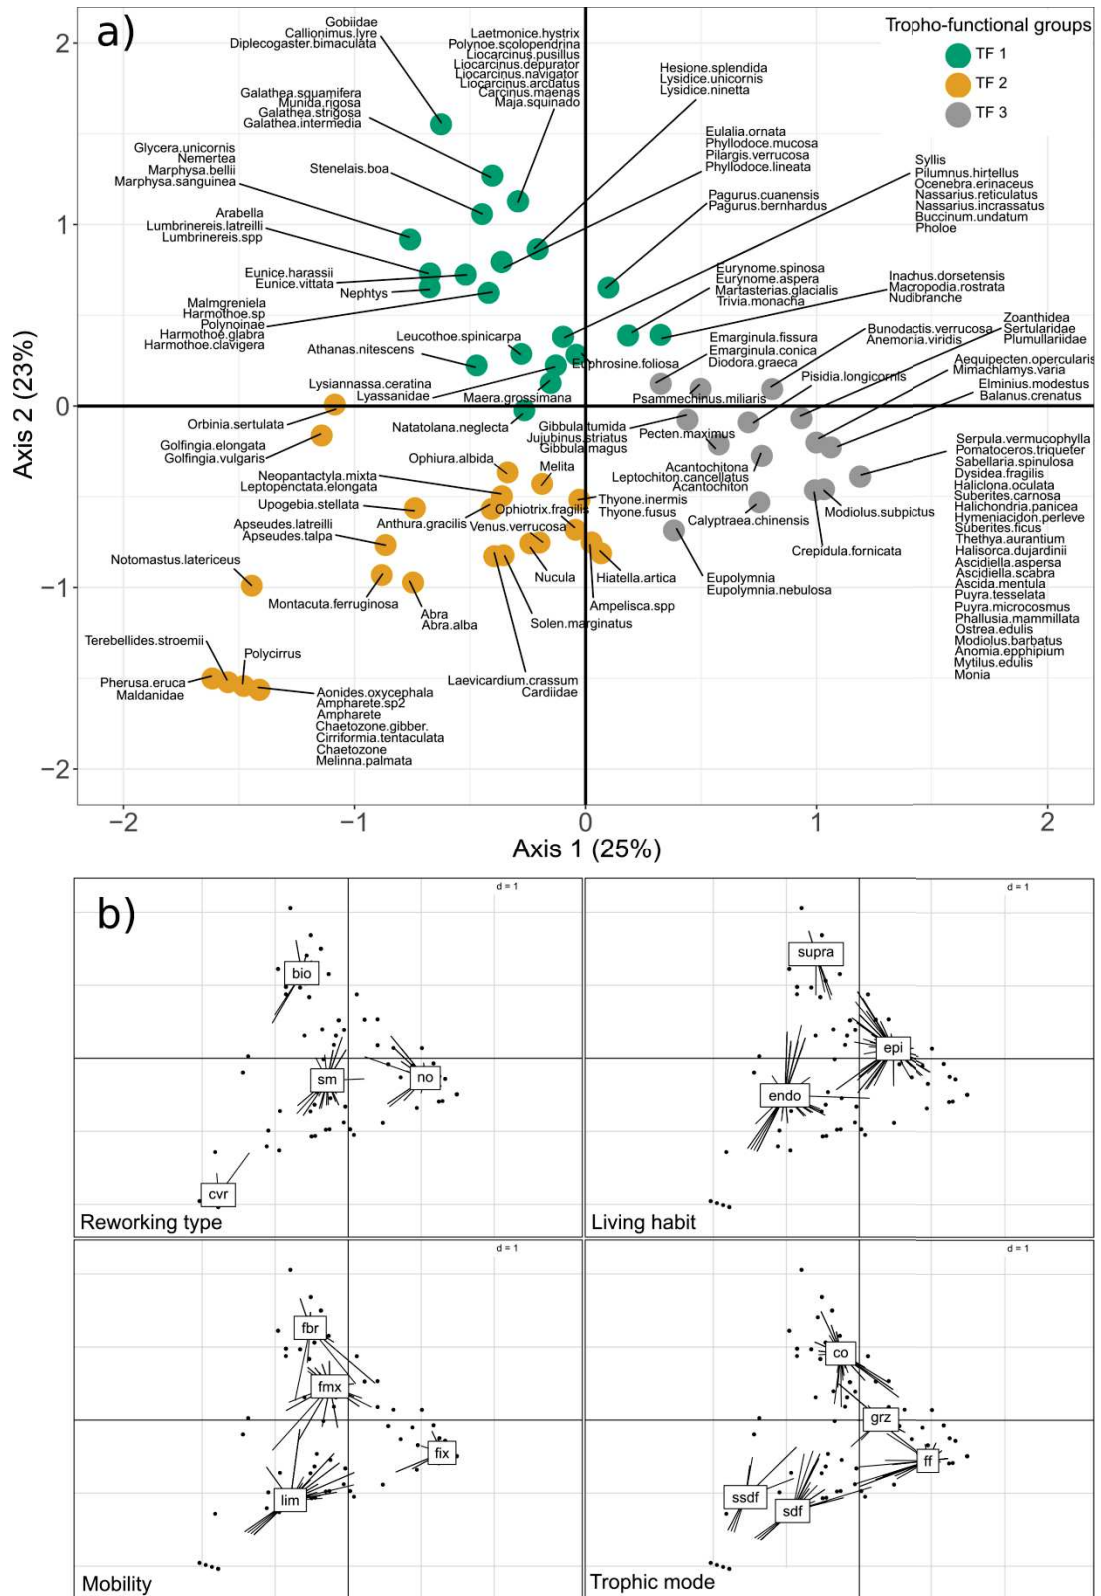 a)
Tropho-functional groups
TF 1
TF 2
TF 3
Gobiidae
Callionimus.lyre
Diplecogaster.bimaculata
Laetmonice.hystrix
Polynoe.scolopendrina
Liocarcinus.pusillus
Liocarcinus.depurator
Liocarcinus.navigator
Liocarcinus.arcuatus
Carcinus.maenas
Maja.squinado
Hesione.splendida
Lysidice.unicornis
Lysidice.ninetta
Galathea.squamifera
Munida.rigosa
Galathea.strigosa
Galathea.intermedia
Eulalia.ornata
Phyllodoce.mucosa
Pilargis.verrucosa
Phyllodoce.lineata
Glycera.unicornis
Nemertea
Marphysa.bellii
Marphysa.sanguinea
Stenelais.boa
Syllis
Pilumnus.hirtellus
Ocenebra.erinaceus
Nassarius.reticulatus
Nassarius.incrassatus
Buccinum.undatum
Pholoe
Pagurus.cuanensis
Pagurus.bernhardus
Arabella
Lumbrinereis.latreilli
Lumbrinereis.spp
Eunice.harassii
Eunice.vittata
Nephtys
Eurynome.spinosa
Eurynome.aspera
Martasterias.glacialis
Trivia.monacha
Inachus.dorsetensis
Macropodia.rostrata
Nudibranche
Malmgreniela
Harmothoe.sp
Polynoinae
Harmothoe.glabra
Harmothoe.clavigera
Leucothoe.spinicarpa
Athanas.nitescens
Euphrosine.foliosa
Emarginula.fissura
Emarginula.conica
Diodora.graeca
Bunodactis.verrucosa
Anemonia.viridis
Zoanthidea
Sertularidae
Plumullariidae
Pisidia.longicornis
Aequipecten.opercularis
Mimachlamys.varia
Elminius.modestus
Balanus.crenatus
Lysiannassa.ceratina
Lyassanidae
Maera.grossimana
Psammechinus.miliaris
Orbinia.sertulata
Natatolana.neglecta
Gibbula.tumida
Jujubinus.striatus
Gibbula.magus
Pecten.maximus
Golfingia.elongata
Golfingia.vulgaris
Ophiura.albida
Melita
Neopantactyla.mixta
Leptopenctata.elongata
Acantochitona
Leptochiton.cancellatus
Acantochiton
Serpula.vermucophylla
Pomatoceros.triqueter
Sabellaria.spinulosa
Dysidea.fragilis
Haliclona.oculata
Suberites.carnosa
Halichondria.panicea
Hymeniacidon.perleve
Suberites.ficus
Thethya.aurantium
Halisorca.dujardinii
Ascidiella.aspersa
Ascidiella.scabra
Ascida.mentula
Puyra.tesselata
Puyra.microcosmus
Phallusia.mammillata
Ostrea.edulis
Modiolus.barbatus
Anomia.epphipium
Mytilus.edulis
Monia
Upogebia.stellata
Anthura.gracilis
Ophiotrix.fragilis
Thyone.inermis
Thyone.fusus
Venus.verrucosa
Calyptraea.chinensis
Modiolus.subpictus
Apseudes.latreilli
Apseudes.talpa
Crepidula.fornicata
Notomastus.latericeus
Nucula
Hiatella.artica
Eupolymnia
Eupolymnia.nebulosa
Montacuta.ferruginosa
Abra
Abra.alba
Ampelisca.spp
Solen.marginatus
Terebellides.stroemii
Polycirrus
Pherusa.eruca
Maldanidae
Laevicardium.crassum
Cardiidae
Aonides.oxycephala
Ampharete.sp2
Ampharete
Chaetozone.gibber.
Cirriformia.tentaculata
Chaetozone
Melinna.palmata
2
1
0
−1
−2
Axis 2 (23%)
−2
−1
0
1
2
Axis 1 (25%)
b)
d = 1
bio
sm
no
cvr
Reworking type
d = 1
supra
epi
endo
Living habit
d = 1
fbr
fmx
fix
lim
Mobility
d = 1
co
grz
ff
ssdf
sdf
Trophic mode